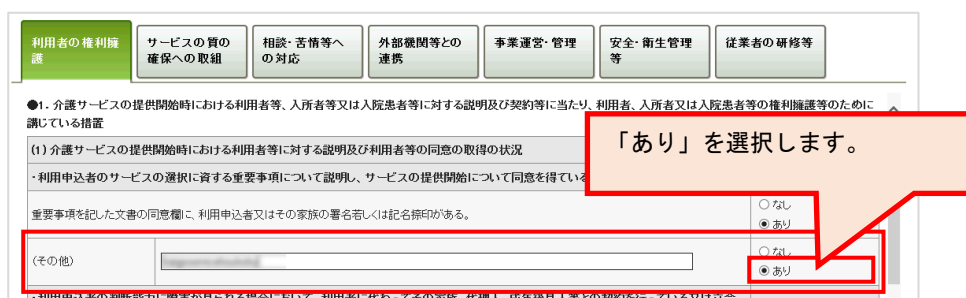 利用者の権利擁
護
サービスの質の
確保への取組
相談・苦情等へ
の対応
外部機関等との
連携
事業運営・管理
安全・衛生管理
等
従業者の研修等
●1．介護サービスの提供開始時における利用者等、入所者等又は入院患者等に対する説明及び契約等に当たり、利用者、入所者又は入院患者等の権利擁護等のために
講じている措置
(1)介護サービスの提供開始時における利用者等に対する説明及び利用者等の同意の取得の状況
「あり」を選択します。
・利用申込者のサービスの選択に資する重要事項について説明し、サービスの提供開始について同意を得ている
重要事項を記した文書の同意欄に、利用申込者又はその家族の署名若しくは記名捺印がある。
なし
あり
(その他)
なし
あり